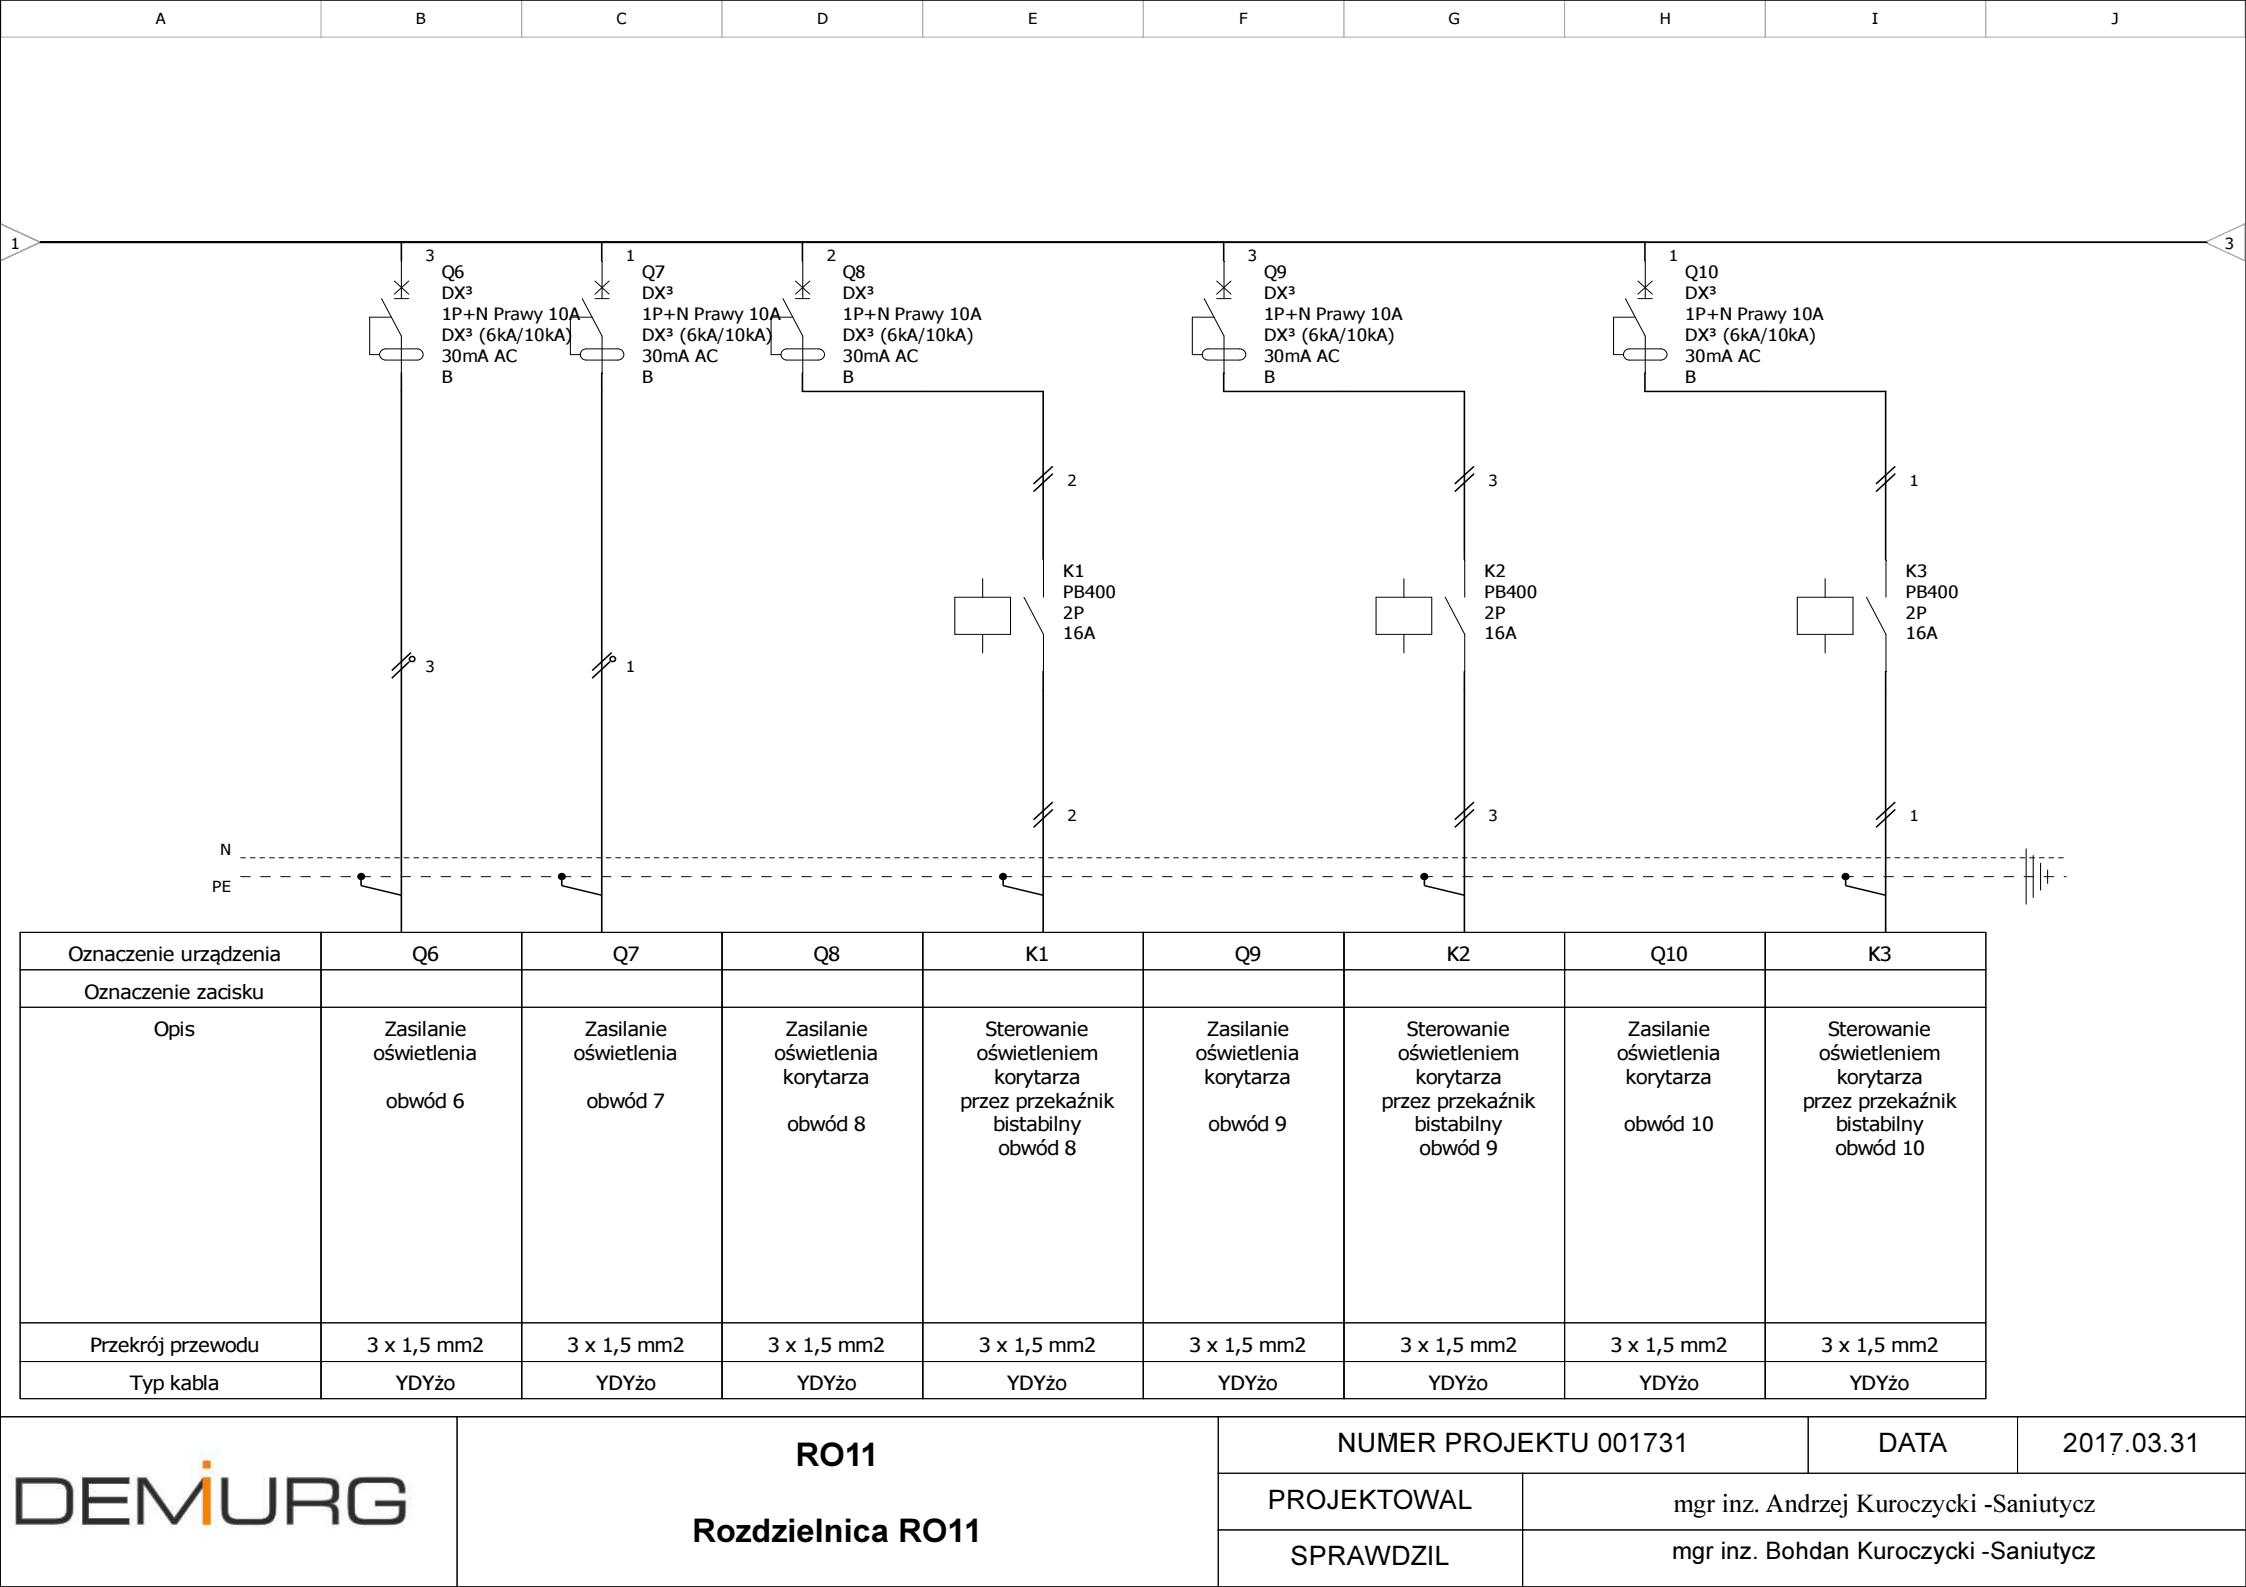 A B C D E F G H I J
1
3
3
Q6
DX³
1P+N Prawy 10A
DX³ (6kA/10kA)
30mA AC
B
1
Q7
DX³
1P+N Prawy 10A
DX³ (6kA/10kA)
30mA AC
B
2
Q8
DX³
1P+N Prawy 10A
DX³ (6kA/10kA)
30mA AC
B
3
Q9
DX³
1P+N Prawy 10A
DX³ (6kA/10kA)
30mA AC
B
1
Q10
DX³
1P+N Prawy 10A
DX³ (6kA/10kA)
30mA AC
B
2
3
1
K1
PB400
2P
16A
K2
PB400
2P
16A
K3
PB400
2P
16A
3
1
2
3
1
N
PE
Oznaczenie urządzenia Q6 Q7 Q8 K1 Q9 K2 Q10 K3
Oznaczenie zacisku
Opis
Zasilanie
oświetlenia
obwód 6
Zasilanie
oświetlenia
obwód 7
Zasilanie
oświetlenia
korytarza
obwód 8
Sterowanie
oświetleniem
korytarza
przez przekaźnik
bistabilny
obwód 8
Zasilanie
oświetlenia
korytarza
obwód 9
Sterowanie
oświetleniem
korytarza
przez przekaźnik
bistabilny
obwód 9
Zasilanie
oświetlenia
korytarza
obwód 10
Sterowanie
oświetleniem
korytarza
przez przekaźnik
bistabilny
obwód 10
Przekrój przewodu 3 x 1,5 mm2 3 x 1,5 mm2 3 x 1,5 mm2 3 x 1,5 mm2 3 x 1,5 mm2 3 x 1,5 mm2 3 x 1,5 mm2 3 x 1,5 mm2
Typ kabla YDYżo YDYżo YDYżo YDYżo YDYżo YDYżo YDYżo YDYżo
DEMiURG
RO11
Rozdzielnica RO11
NUMER PROJEKTU 001731 DATA 2017.03.31
PROJEKTOWAL mgr inz. Andrzej Kuroczycki -Saniutycz
SPRAWDZIL mgr inz. Bohdan Kuroczycki -Saniutycz